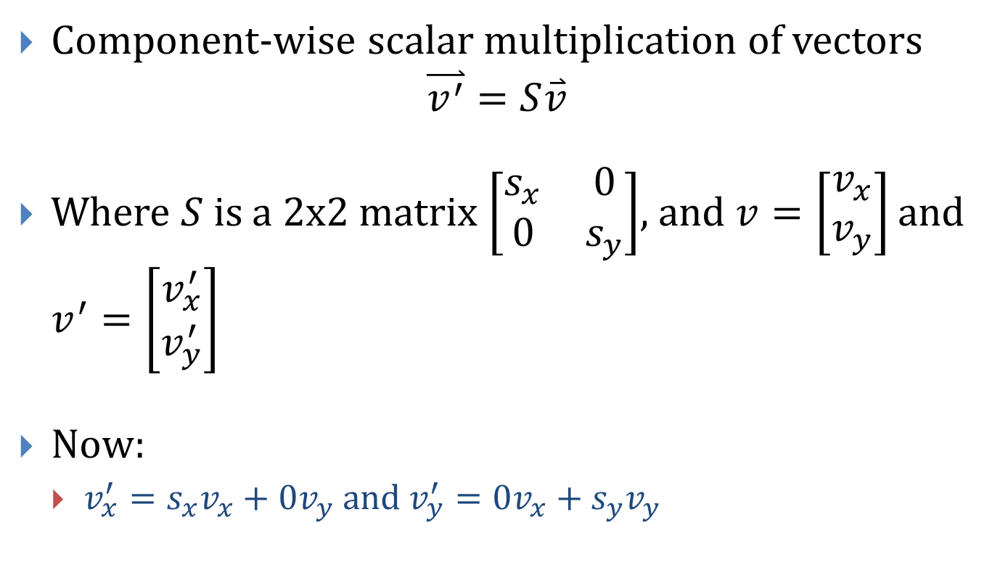 Component-wise scalar multiplication of vectors
$\overrightarrow{v'} = S\vec{v}$
Where $S$ is a 2x2 matrix $\begin{bmatrix} s_x & 0 \\ 0 & s_y \end{bmatrix}$, and $v = \begin{bmatrix} v_x \\ v_y \end{bmatrix}$ and
$v' = \begin{bmatrix} v'_x \\ v'_y \end{bmatrix}$
Now:
$v'_x = s_x v_x + 0v_y$ and $v'_y = 0v_x + s_y v_y$